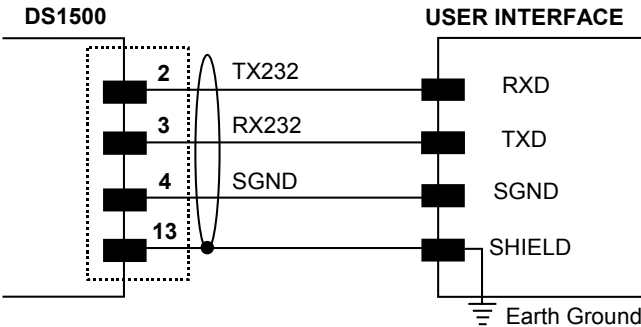 DS1500 USER INTERFACE
2 TX232 RXD
3 RX232 TXD
4 SGND SGND
13 SHIELD
Earth Ground